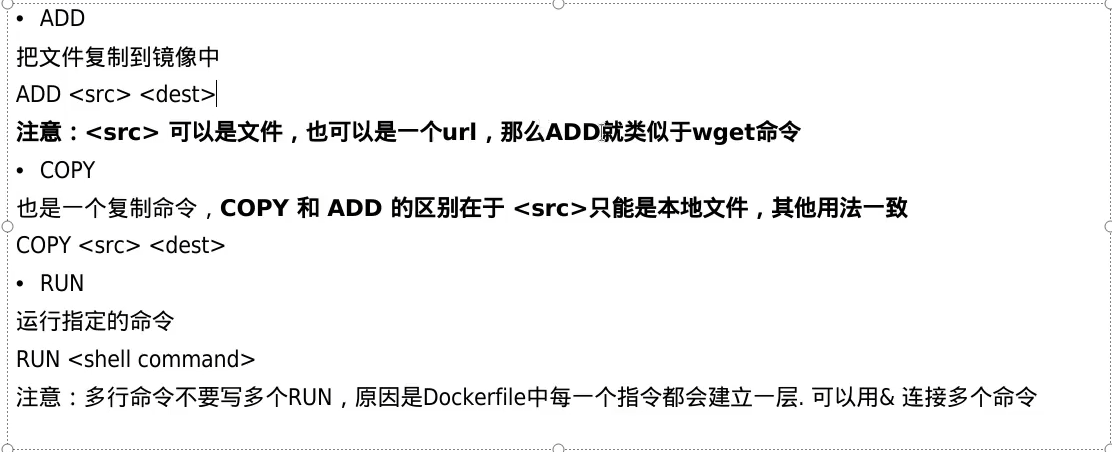 • ADD
把文件复制到镜像中
ADD <src> <dest>
注意：<src> 可以是文件，也可以是一个url，那么ADD就类似于wget命令
• COPY
也是一个复制命令，COPY 和 ADD 的区别在于 <src>只能是本地文件，其他用法一致
COPY <src> <dest>
• RUN
运行指定的命令
RUN <shell command>
注意：多行命令不要写多个RUN，原因是Dockerfile中每一个指令都会建立一层. 可以用& 连接多个命令